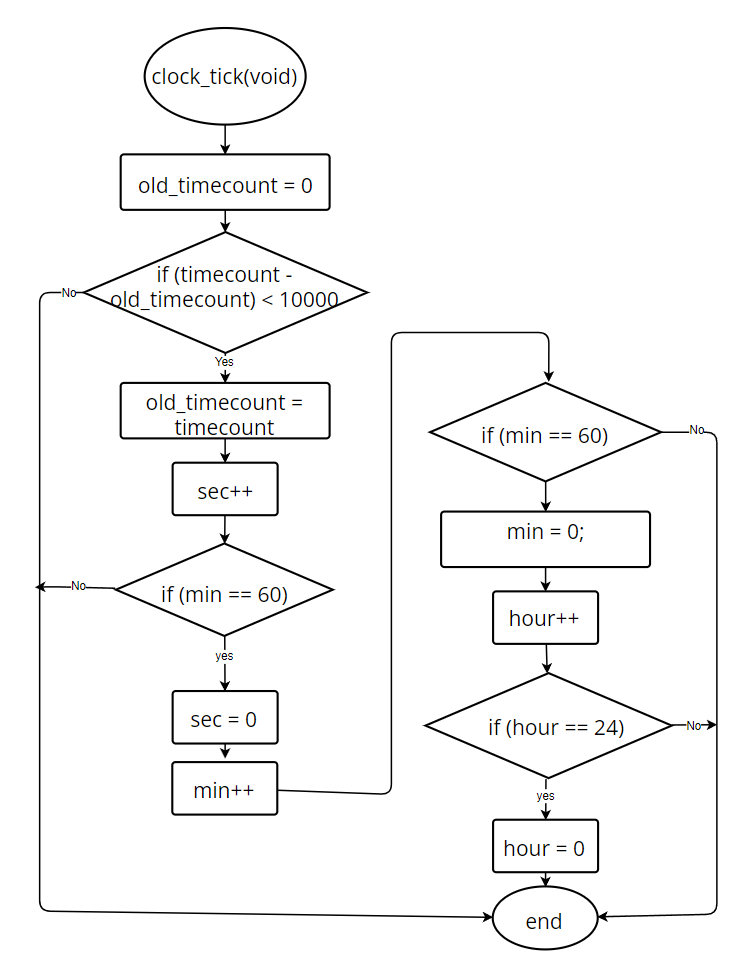 clock_tick(void)
old_timecount = 0
if (timecount -
old_timecount) < 10000
No
Yes
old_timecount =
timecount
sec++
if (min == 60)
No
yes
sec = 0
min++
if (min == 60)
No
min = 0;
hour++
if (hour == 24)
No
yes
hour = 0
end